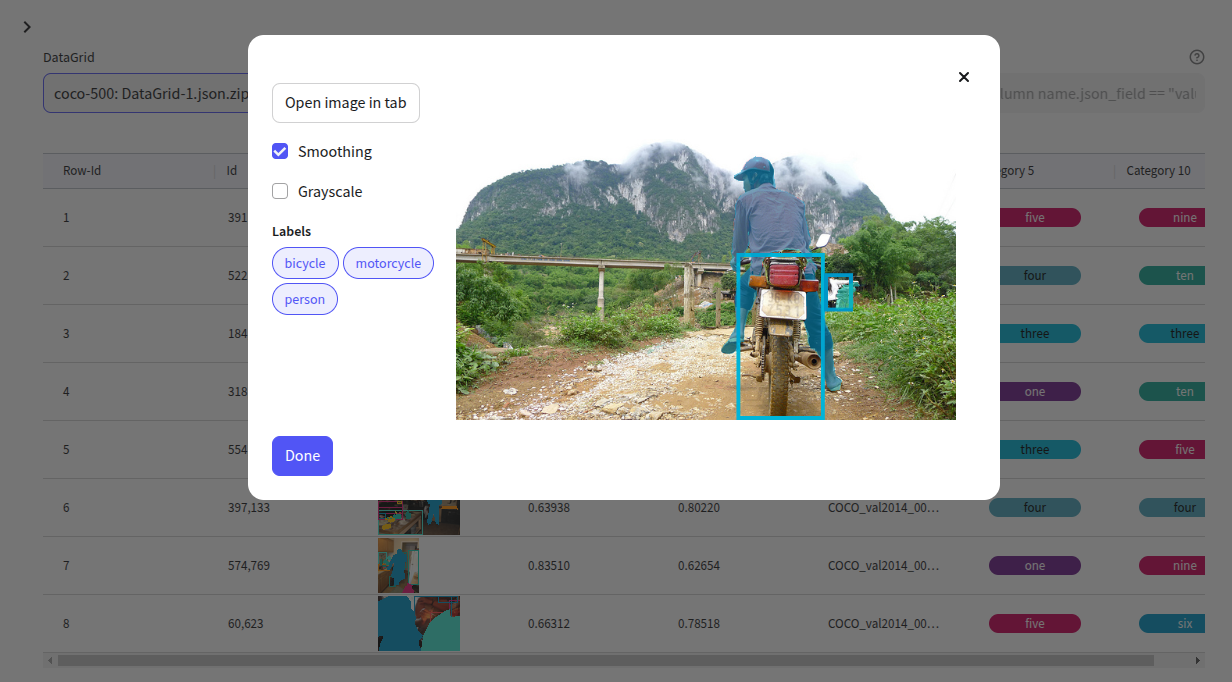 DataGrid
coco-500: DataGrid-1.json.zip
lumn name.json_field == "val
Open image in tab
Smoothing
Grayscale
Labels
bicycle motorcycle
person
Done
Row-Id Id gory 5 Category 10
1 391 five nine
2 522 four ten
3 184 three three
4 318 one ten
5 554 three five
6 397,133 0.63938 0.80220 COCO_val2014_00... four four
7 574,769 0.83510 0.62654 COCO_val2014_00... one nine
8 60,623 0.66312 0.78518 COCO_val2014_00... five six